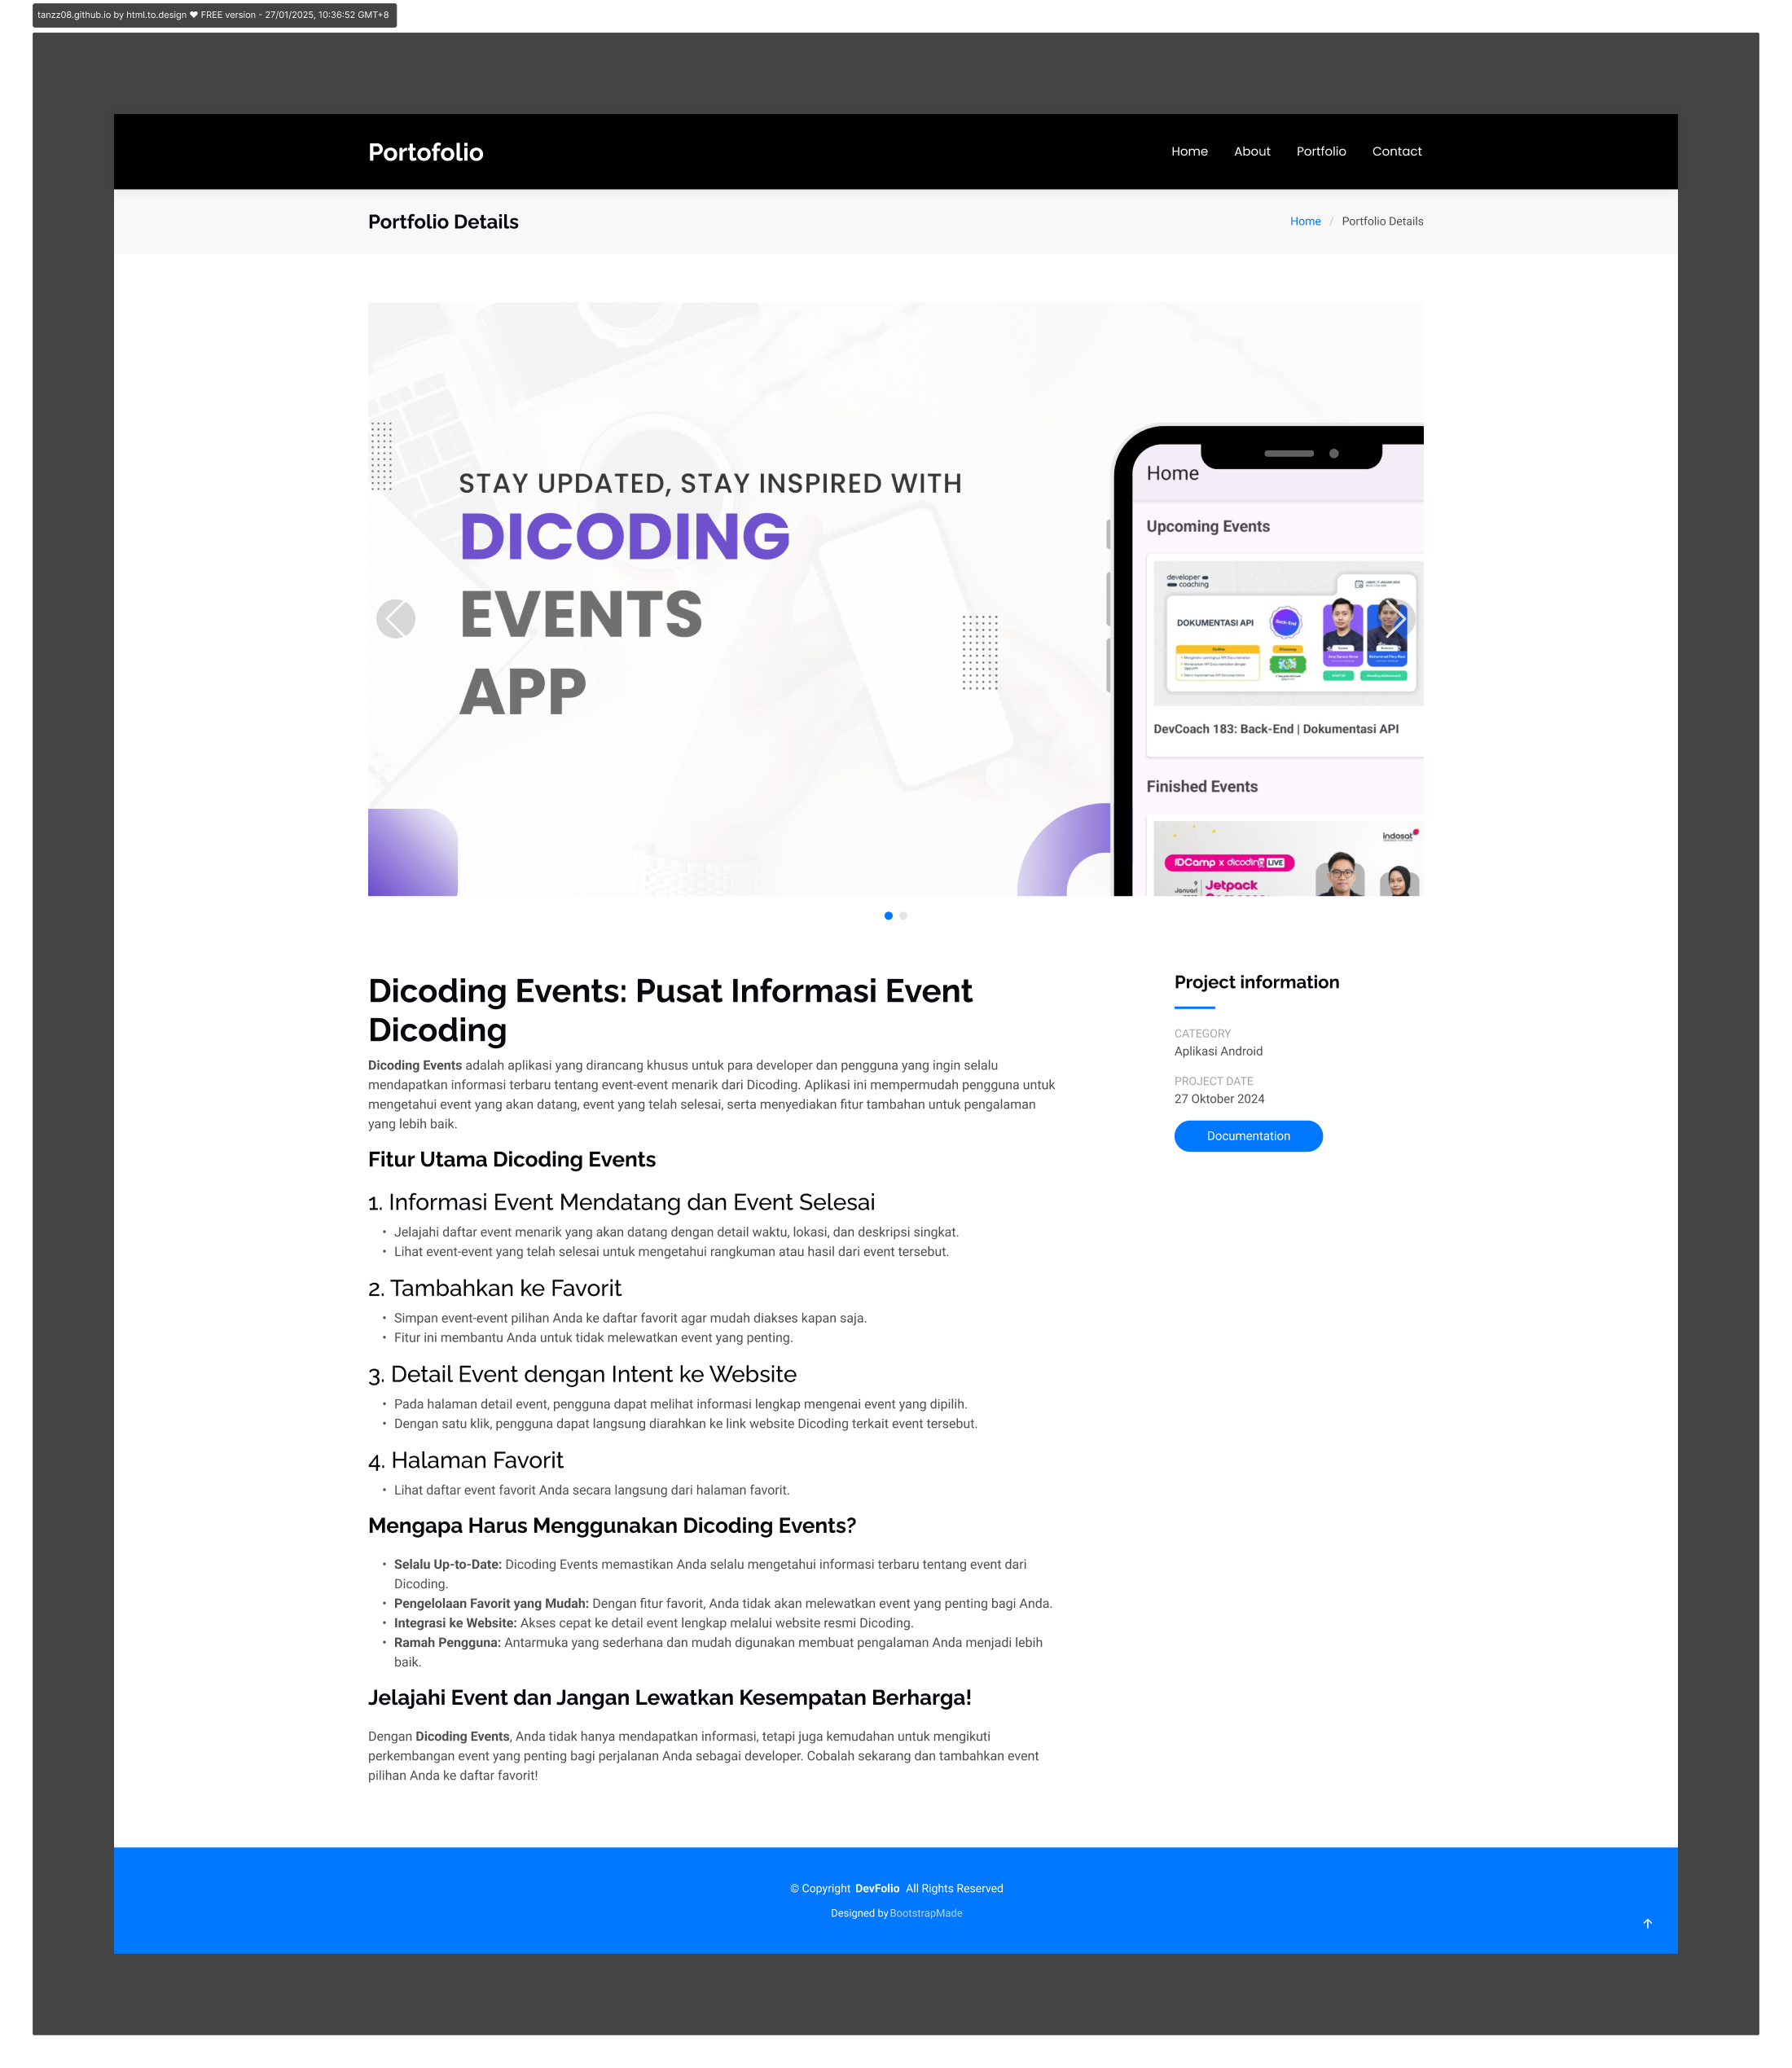 tanzz08.github.io by html.to.design ❤ FREE version - 27/01/2025, 10:36:52 GMT+8
Portofolio
Home About Portfolio Contact
Portfolio Details
Home / Portfolio Details
STAY UPDATED, STAY INSPIRED WITH
DICODING
EVENTS
APP
Home
Upcoming Events
developer
coaching
DOKUMENTASI API
Back-End
DevCoach 183: Back-End | Dokumentasi API
Finished Events
indosat
IDCamp x dicoding LIVE
9
Januari
Jetpack
Dicoding Events: Pusat Informasi Event
Dicoding
Dicoding Events adalah aplikasi yang dirancang khusus untuk para developer dan pengguna yang ingin selalu
mendapatkan informasi terbaru tentang event-event menarik dari Dicoding. Aplikasi ini mempermudah pengguna untuk
mengetahui event yang akan datang, event yang telah selesai, serta menyediakan fitur tambahan untuk pengalaman
yang lebih baik.
Fitur Utama Dicoding Events
1. Informasi Event Mendatang dan Event Selesai
• Jelajahi daftar event menarik yang akan datang dengan detail waktu, lokasi, dan deskripsi singkat.
• Lihat event-event yang telah selesai untuk mengetahui rangkuman atau hasil dari event tersebut.
2. Tambahkan ke Favorit
• Simpan event-event pilihan Anda ke daftar favorit agar mudah diakses kapan saja.
• Fitur ini membantu Anda untuk tidak melewatkan event yang penting.
3. Detail Event dengan Intent ke Website
• Pada halaman detail event, pengguna dapat melihat informasi lengkap mengenai event yang dipilih.
• Dengan satu klik, pengguna dapat langsung diarahkan ke link website Dicoding terkait event tersebut.
4. Halaman Favorit
• Lihat daftar event favorit Anda secara langsung dari halaman favorit.
Mengapa Harus Menggunakan Dicoding Events?
• Selalu Up-to-Date: Dicoding Events memastikan Anda selalu mengetahui informasi terbaru tentang event dari
Dicoding.
• Pengelolaan Favorit yang Mudah: Dengan fitur favorit, Anda tidak akan melewatkan event yang penting bagi Anda.
• Integrasi ke Website: Akses cepat ke detail event lengkap melalui website resmi Dicoding.
• Ramah Pengguna: Antarmuka yang sederhana dan mudah digunakan membuat pengalaman Anda menjadi lebih
baik.
Jelajahi Event dan Jangan Lewatkan Kesempatan Berharga!
Dengan Dicoding Events, Anda tidak hanya mendapatkan informasi, tetapi juga kemudahan untuk mengikuti
perkembangan event yang penting bagi perjalanan Anda sebagai developer. Cobalah sekarang dan tambahkan event
pilihan Anda ke daftar favorit!
Project information
CATEGORY
Aplikasi Android
PROJECT DATE
27 Oktober 2024
Documentation
© Copyright DevFolio All Rights Reserved
Designed by BootstrapMade